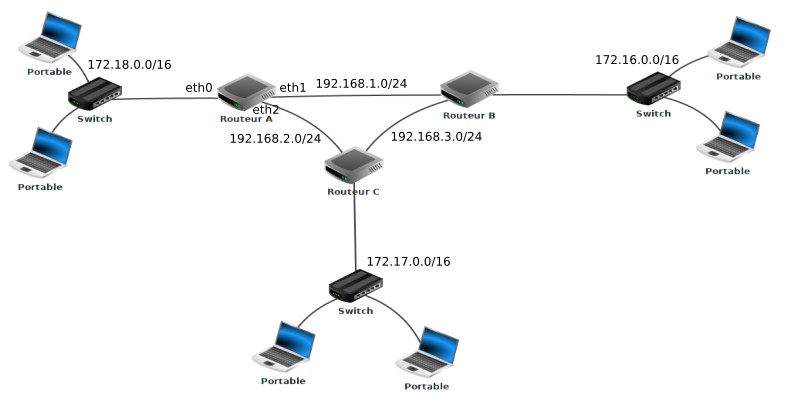 Portable
172.18.0.0/16
Switch
Portable
eth0
eth1
eth2
Routeur A
192.168.1.0/24
192.168.2.0/24
192.168.3.0/24
Routeur B
Routeur C
172.16.0.0/16
Portable
Switch
Portable
172.17.0.0/16
Switch
Portable
Portable